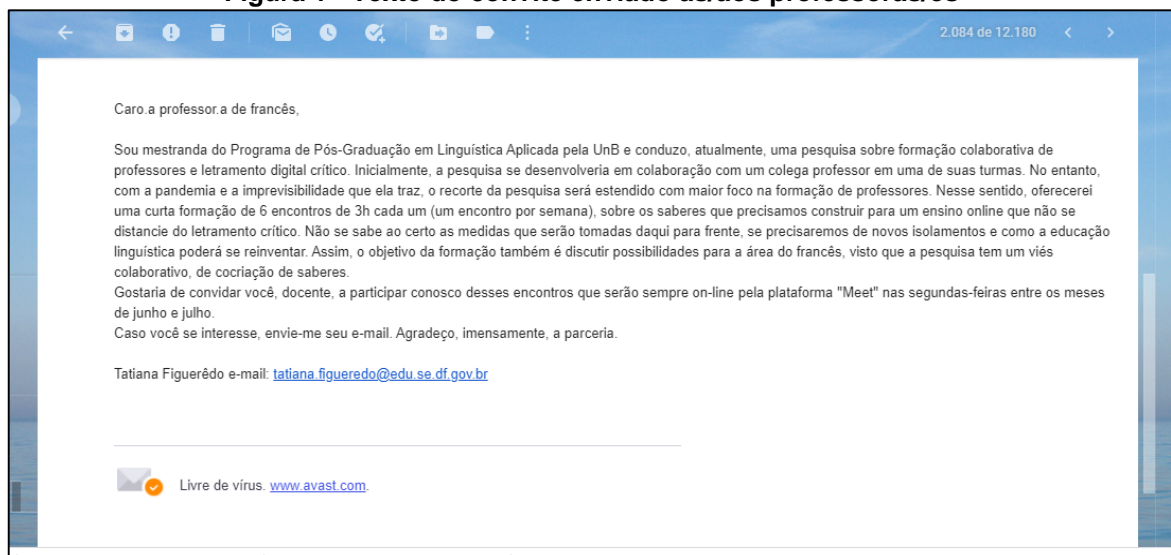 Figura 1 - Texto do convite enviado às/aos professoras/es
2.084 de 12.180
Caro.a professor.a de francês,
Sou mestranda do Programa de Pós-Graduação em Linguística Aplicada pela UnB e conduzo, atualmente, uma pesquisa sobre formação colaborativa de
professores e letramento digital crítico. Inicialmente, a pesquisa se desenvolveria em colaboração com um colega professor em uma de suas turmas. No entanto,
com a pandemia e a imprevisibilidade que ela traz, o recorte da pesquisa será estendido com maior foco na formação de professores. Nesse sentido, oferecerei
uma curta formação de 6 encontros de 3h cada um (um encontro por semana), sobre os saberes que precisamos construir para um ensino online que não se
distancie do letramento crítico. Não se sabe ao certo as medidas que serão tomadas daqui para frente, se precisaremos de novos isolamentos e como a educação
linguística poderá se reinventar. Assim, o objetivo da formação também é discutir possibilidades para a área do francês, visto que a pesquisa tem um viés
colaborativo, de cocriação de saberes.
Gostaria de convidar você, docente, a participar conosco desses encontros que serão sempre on-line pela plataforma "Meet" nas segundas-feiras entre os meses
de junho e julho.
Caso você se interesse, envie-me seu e-mail. Agradeço, imensamente, a parceria.
Tatiana Figuerêdo e-mail: tatiana.figueredo@edu.se.df.gov.br
Livre de vírus. www.avast.com.